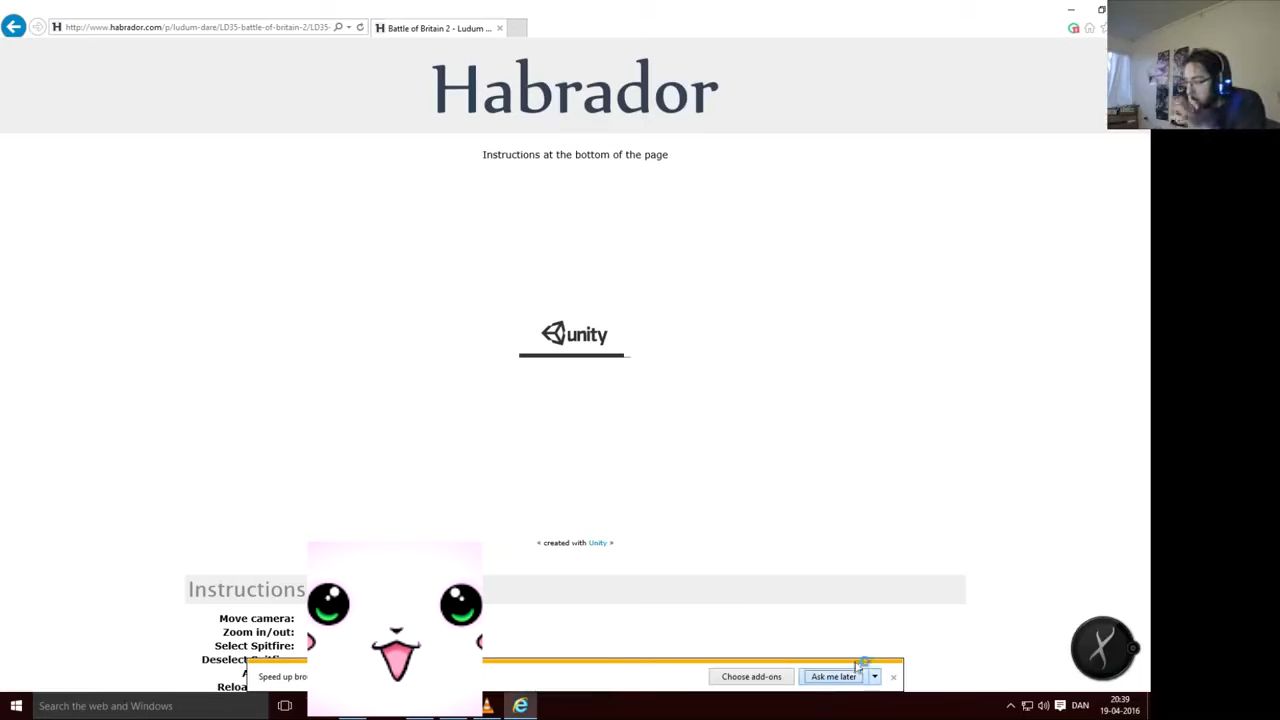 http://www.habrador.com/p/ludum-dare/LD35-battle-of-britain-2/LD35-
Battle of Britain 2 - Ludum ...
Habrador
Instructions at the bottom of the page
unity
« created with Unity »
Instructions
Move camera:
Zoom in/out:
Select Spitfire:
Deselect
Reloa
Speed up bro
Choose add-ons
Ask me later
Search the web and Windows
DAN
20:39
19-04-2016